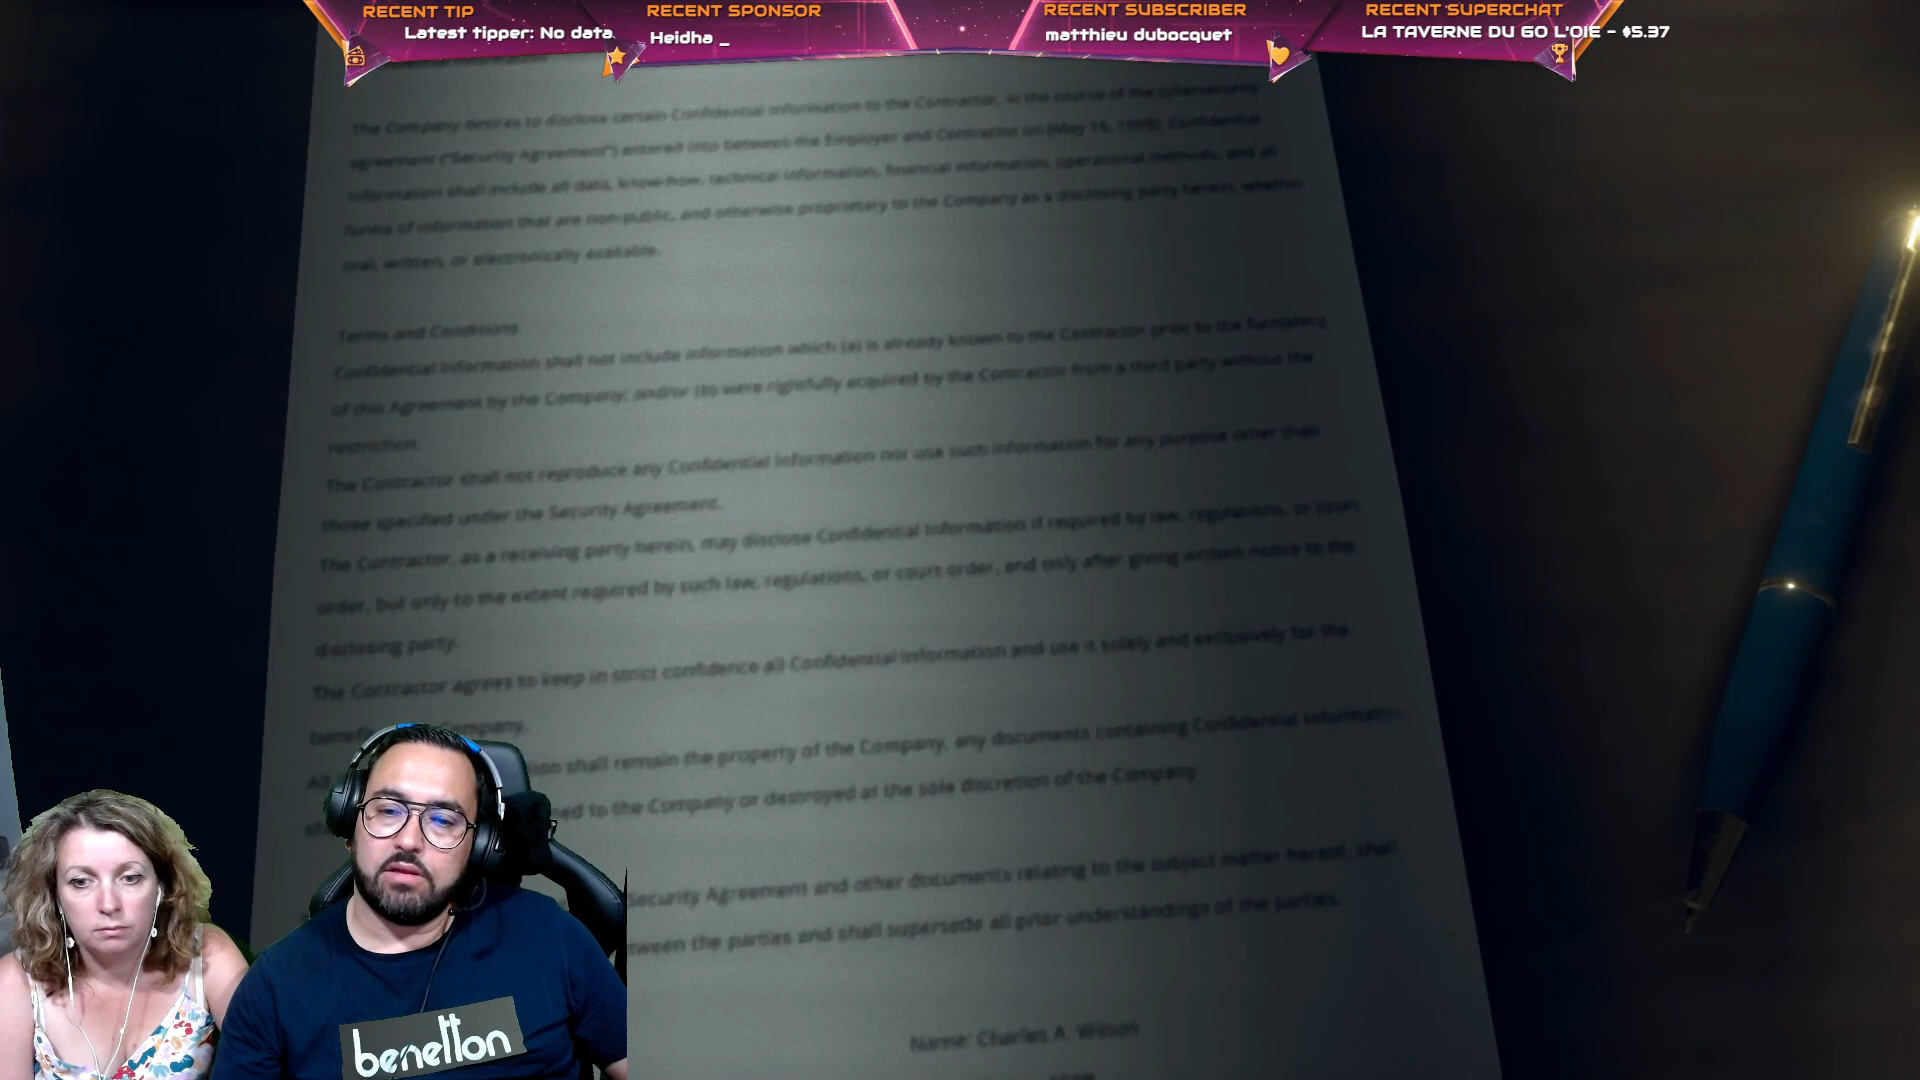 RECENT TIP
Latest tipper: No data
RECENT SPONSOR
Heidha _
RECENT SUBSCRIBER
matthieu dubocquet
RECENT SUPERCHAT
LA TAVERNE DU GO L'OIE - $5.37
The Company desires to disclose certain Confidential Information to the Contractor, in the course of the cybersecurity
agreement ("Security Agreement") entered into between the Employer and Contractor on (May 15, 1999). Confidential
information shall include all data, know-how, technical information, financial information, operational methods, and all
forms of information that are non-public, and otherwise proprietary to the Company as a disclosing party herein, whether
oral, written, or electronically available.
Terms and Conditions
Confidential Information shall not include information which (a) is already known to the Contractor prior to the furnishing
of this Agreement by the Company; and/or (b) were rightfully acquired by the Contractor from a third party without the
restriction.
The Contractor shall not reproduce any Confidential Information nor use such information for any purpose other than
those specified under the Security Agreement.
The Contractor, as a receiving party herein, may disclose Confidential Information if required by law, regulations, or court
order, but only to the extent required by such law, regulations, or court order, and only after giving written notice to the
disclosing party.
The Contractor agrees to keep in strict confidence all Confidential Information and use it solely and exclusively for the
Company.
shall remain the property of the Company, any documents containing Confidential Information
to the Company or destroyed at the sole discretion of the Company
Security Agreement and other documents relating to the subject matter hereof, shall
the parties and shall supersede all prior understandings of the parties.
Name: Charles A. Wilson
benetton